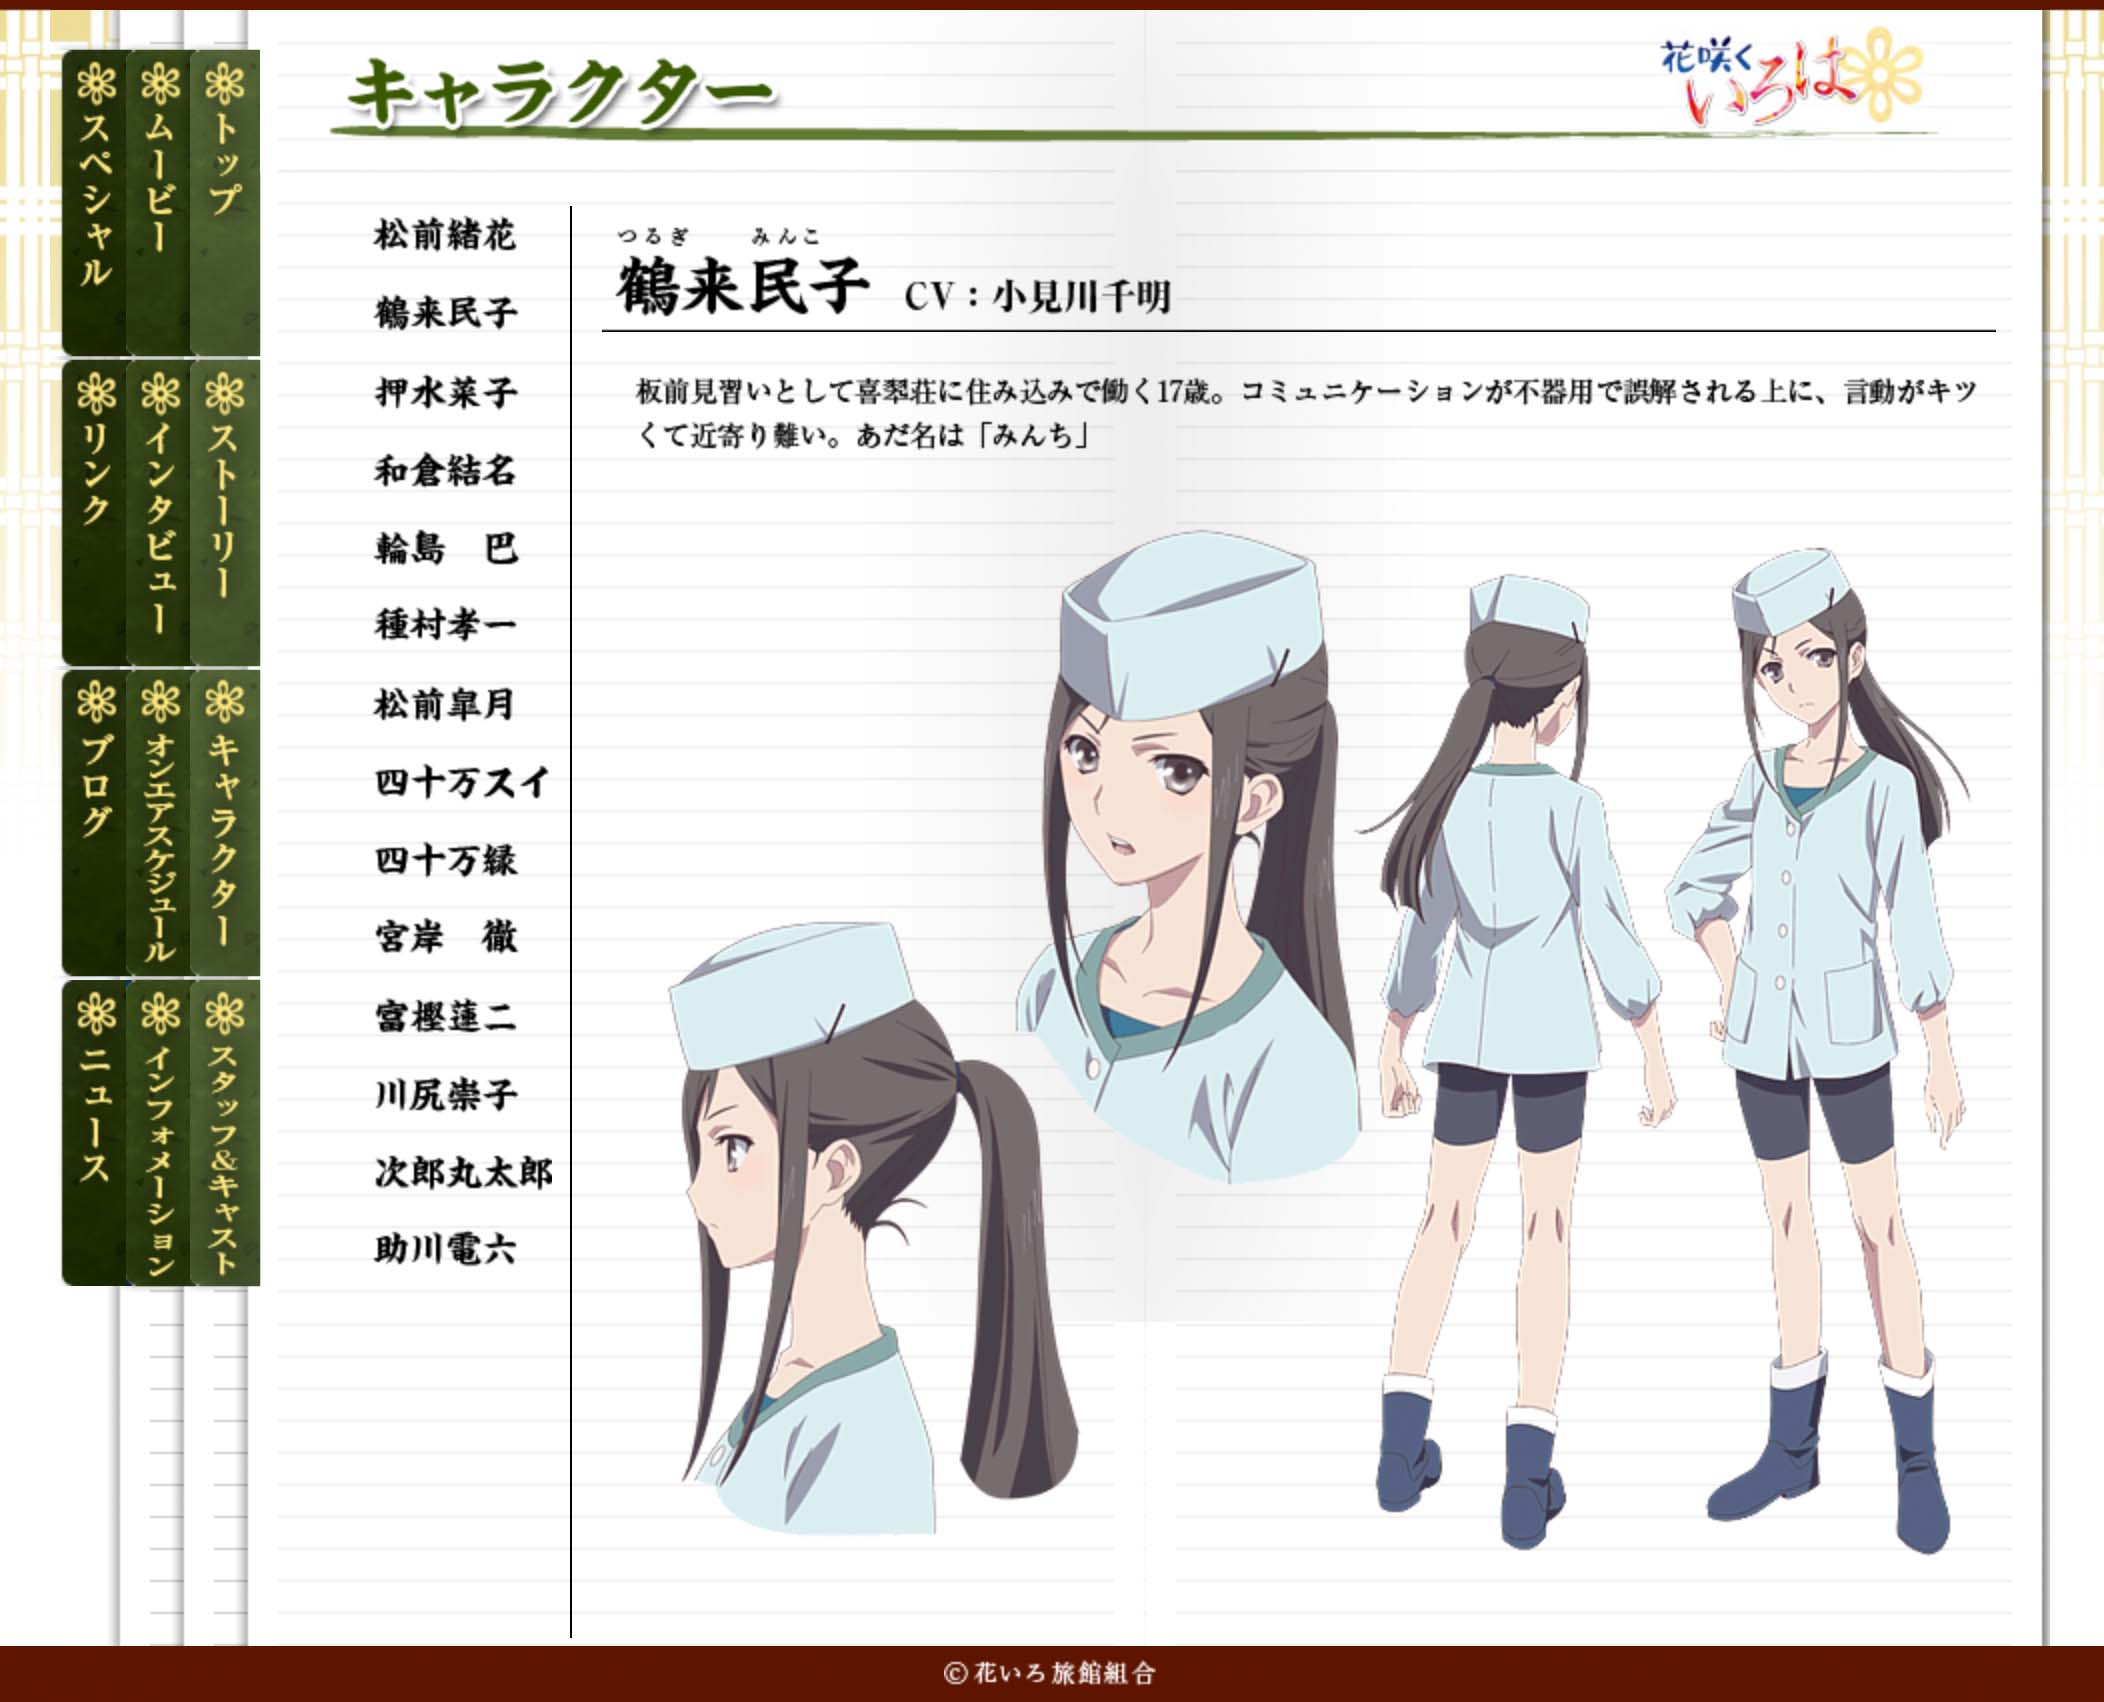 キャラクター
花咲くいろは
トップ
ムービー
スペシャル
ストーリー
インタビュー
リンク
キャラクター
オンエアスケジュール
ブログ
スタッフ&キャスト
インフォメーション
ニュース
松前緒花
鶴来民子
押水菜子
和倉結名
輪島　巴
種村孝一
松前皐月
四十万スイ
四十万縁
宮岸　徹
富樫蓮二
川尻崇子
次郎丸太郎
助川電六
つるぎ　みんこ
鶴来民子　CV：小見川千明
板前見習いとして喜翆荘に住み込みで働く17歳。コミュニケーションが不器用で誤解される上に、言動がキツ
くて近寄り難い。あだ名は「みんち」
©花いろ旅館組合